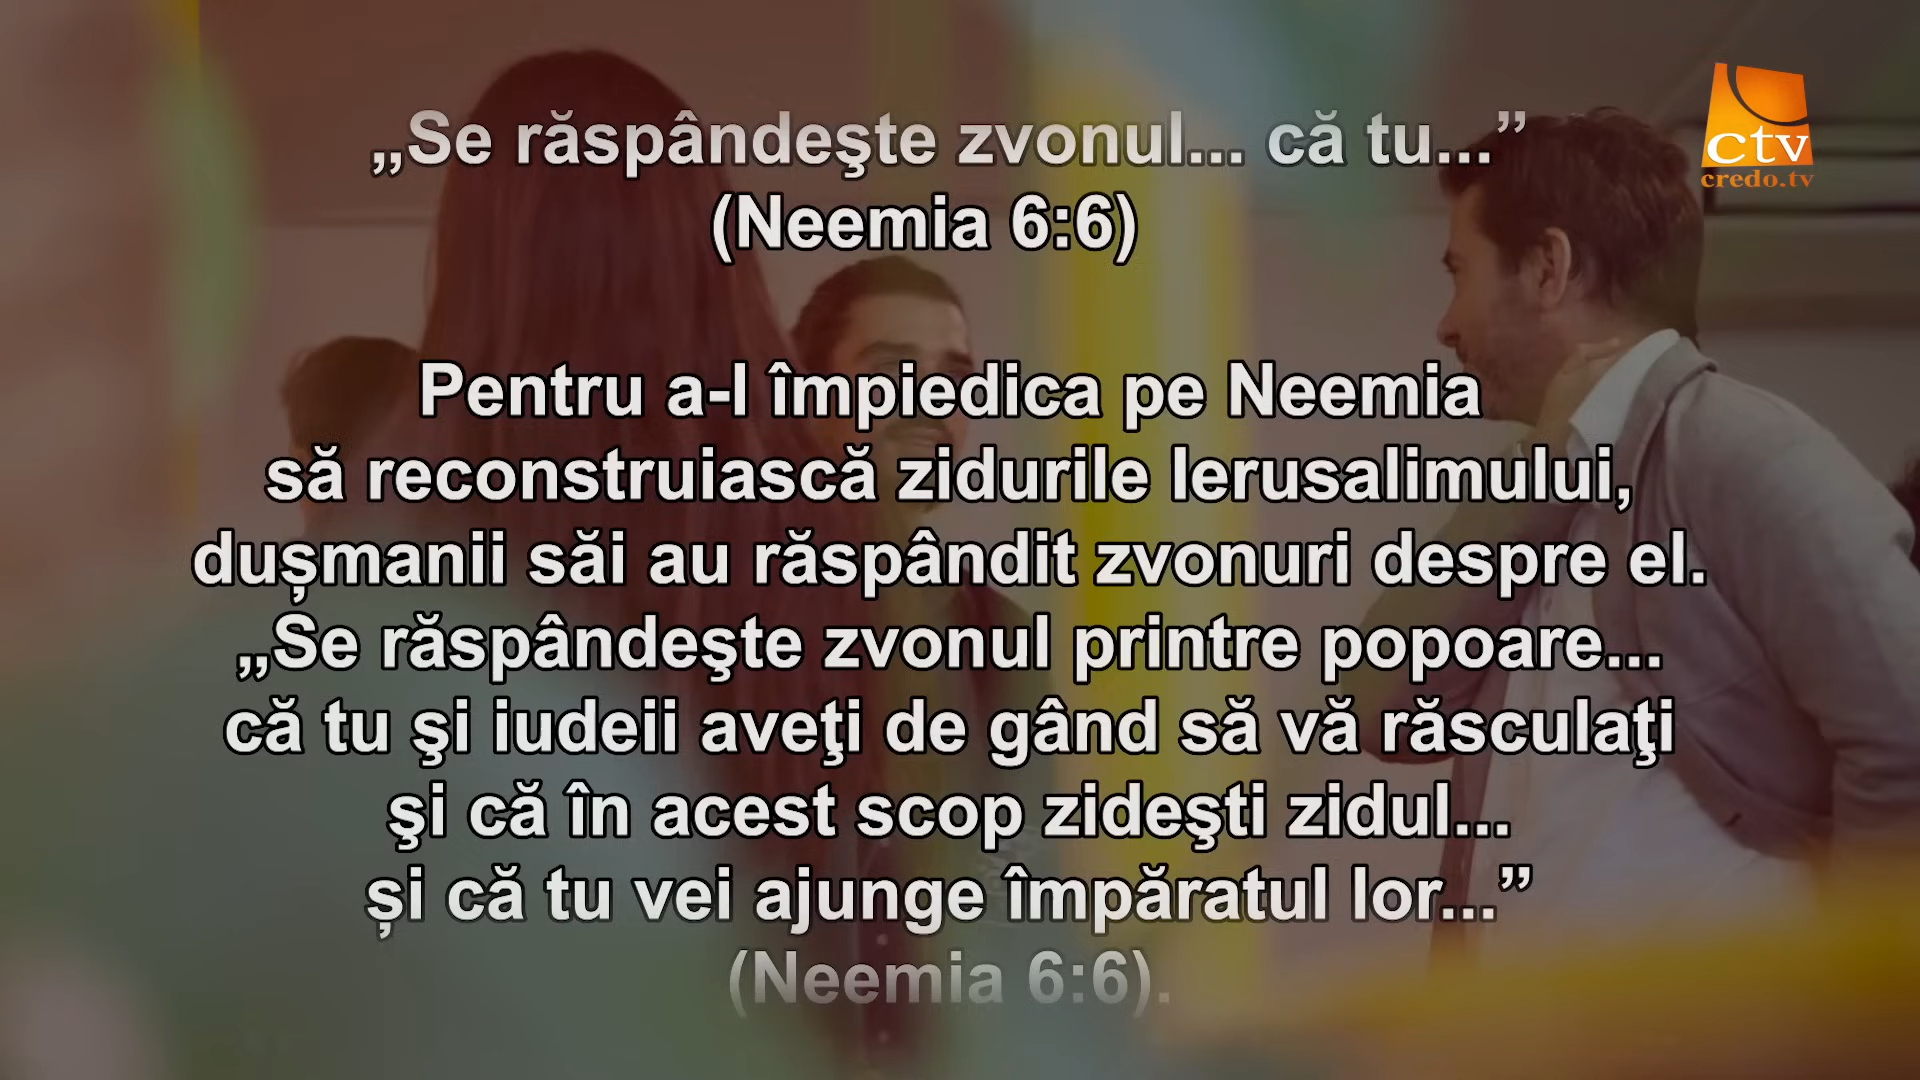 „Se răspândeşte zvonul... că tu...”
(Neemia 6:6)
Pentru a-l împiedica pe Neemia
să reconstruiască zidurile Ierusalimului,
dușmanii săi au răspândit zvonuri despre el.
„Se răspândeşte zvonul printre popoare...
că tu şi iudeii aveţi de gând să vă răsculaţi
şi că în acest scop zideşti zidul...
și că tu vei ajunge împăratul lor...”
(Neemia 6:6).
ctv
credo.tv